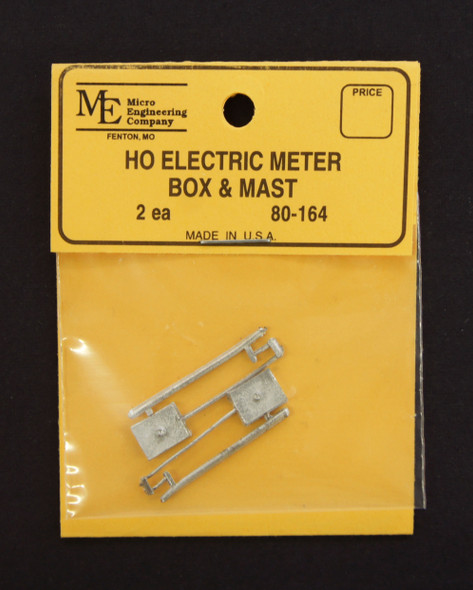 ME Micro
Engineering
Company
FENTON, MO
PRICE
HO ELECTRIC METER
BOX & MAST
2 ea 80-164
MADE IN U.S.A.